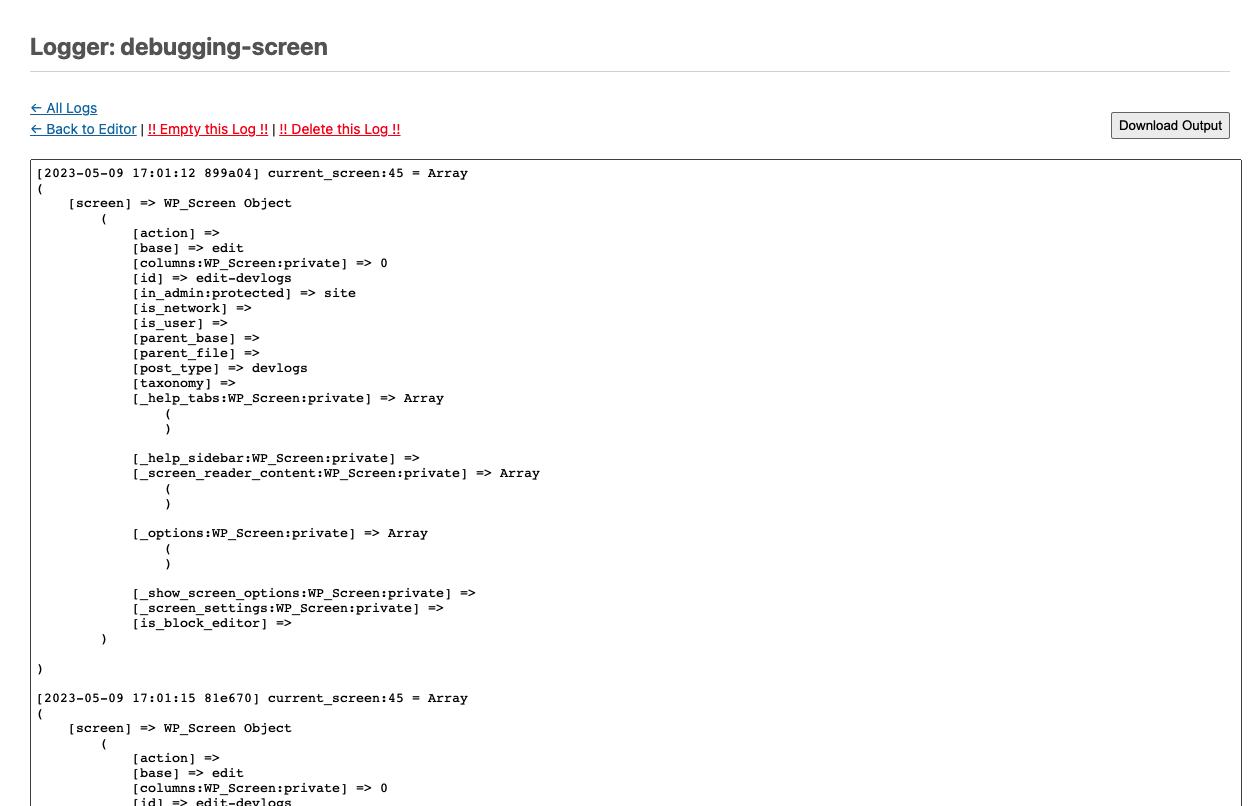 Logger: debugging-screen
← All Logs
← Back to Editor | !! Empty this Log !! | !! Delete this Log !!
Download Output
[2023-05-09 17:01:12 899a04] current_screen:45 = Array
(
    [screen] => WP_Screen Object
        (
            [action] =>
            [base] => edit
            [columns:WP_Screen:private] => 0
            [id] => edit-devlogs
            [in_admin:protected] => site
            [is_network] =>
            [is_user] =>
            [parent_base] =>
            [parent_file] =>
            [post_type] => devlogs
            [taxonomy] =>
            [_help_tabs:WP_Screen:private] => Array
                (
                )

            [_help_sidebar:WP_Screen:private] =>
            [_screen_reader_content:WP_Screen:private] => Array
                (
                )

            [_options:WP_Screen:private] => Array
                (
                )

            [_show_screen_options:WP_Screen:private] =>
            [_screen_settings:WP_Screen:private] =>
            [is_block_editor] =>
        )

)

[2023-05-09 17:01:15 81e670] current_screen:45 = Array
(
    [screen] => WP_Screen Object
        (
            [action] =>
            [base] => edit
            [columns:WP_Screen:private] => 0
            [id] => edit-devlogs